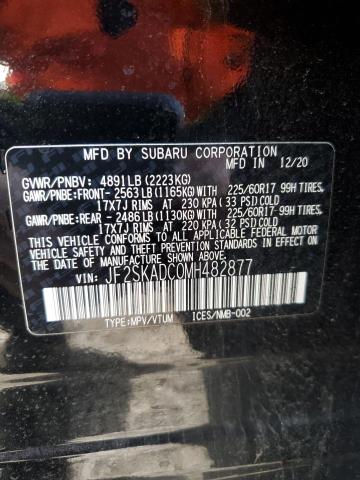 MFD. BY SUBARU CORPORATION
MFD. IN 12/20
GVWR/PNBV: 4891LB (2223KG)
GAWR/PNBE:FRONT- 2563LB (1165KG)WITH 225/60R17 99H TIRES,
17X7J RIMS AT 230 KPA(33 PSI)COLD
GAWR/PNBE:REAR - 2486LB (1130KG)WITH 225/60R17 99H TIRES,
17X7J RIMS AT 220 KPA(32 PSI)COLD
THIS VEHICLE CONFORMS TO ALL APPLICABLE FEDERAL MOTOR
VEHICLE SAFETY AND BUMPER STANDARDS IN EFFECT ON THE DATE OF
MANUFACTURE SHOWN ABOVE.
VIN: JF2SKADC0MH482877
TYPE:MPV/VTUM ICES/NMB-002